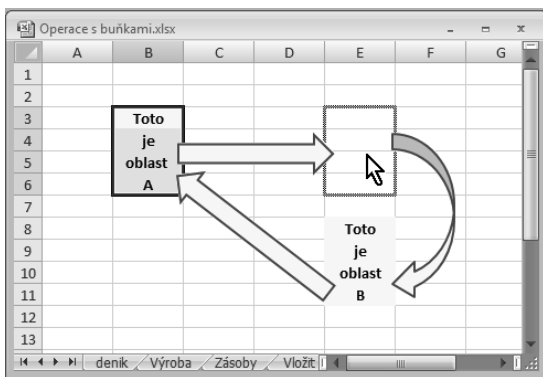 Operace s buňkami.xlsx
A B C D E F G
1
2
3 Toto
4 je
5 oblast
6 A
7
8 Toto
9 je
10 oblast
11 B
12
13
denik Výroba Zásoby Vložit